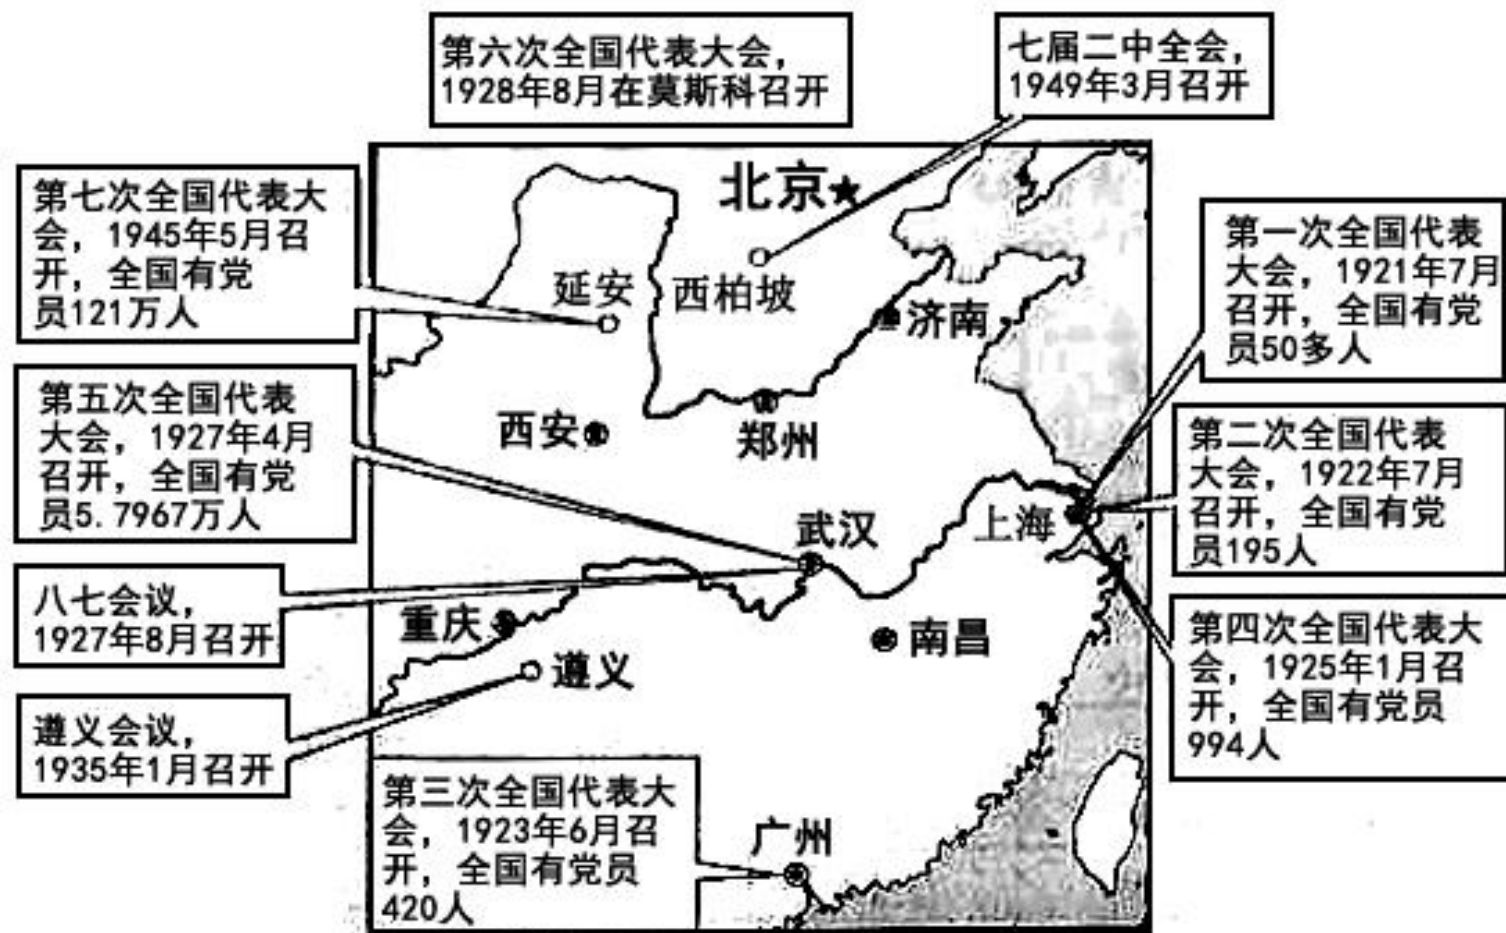 第六次全国代表大会，
1928年8月在莫斯科召开
七届二中全会，
1949年3月召开
第七次全国代表大
会，1945年5月召
开，全国有党
员121万人
第一次全国代表
大会，1921年7月
召开，全国有党
员50多人
第五次全国代表
大会，1927年4月
召开，全国有党
员5.7967万人
第二次全国代表
大会，1922年7月
召开，全国有党
员195人
八七会议，
1927年8月召开
第四次全国代表大
会，1925年1月召
开，全国有党员
994人
遵义会议，
1935年1月召开
第三次全国代表大
会，1923年6月召
开，全国有党员
420人
北京
延安
西柏坡
济南
西安
郑州
武汉
上海
重庆
南昌
遵义
广州